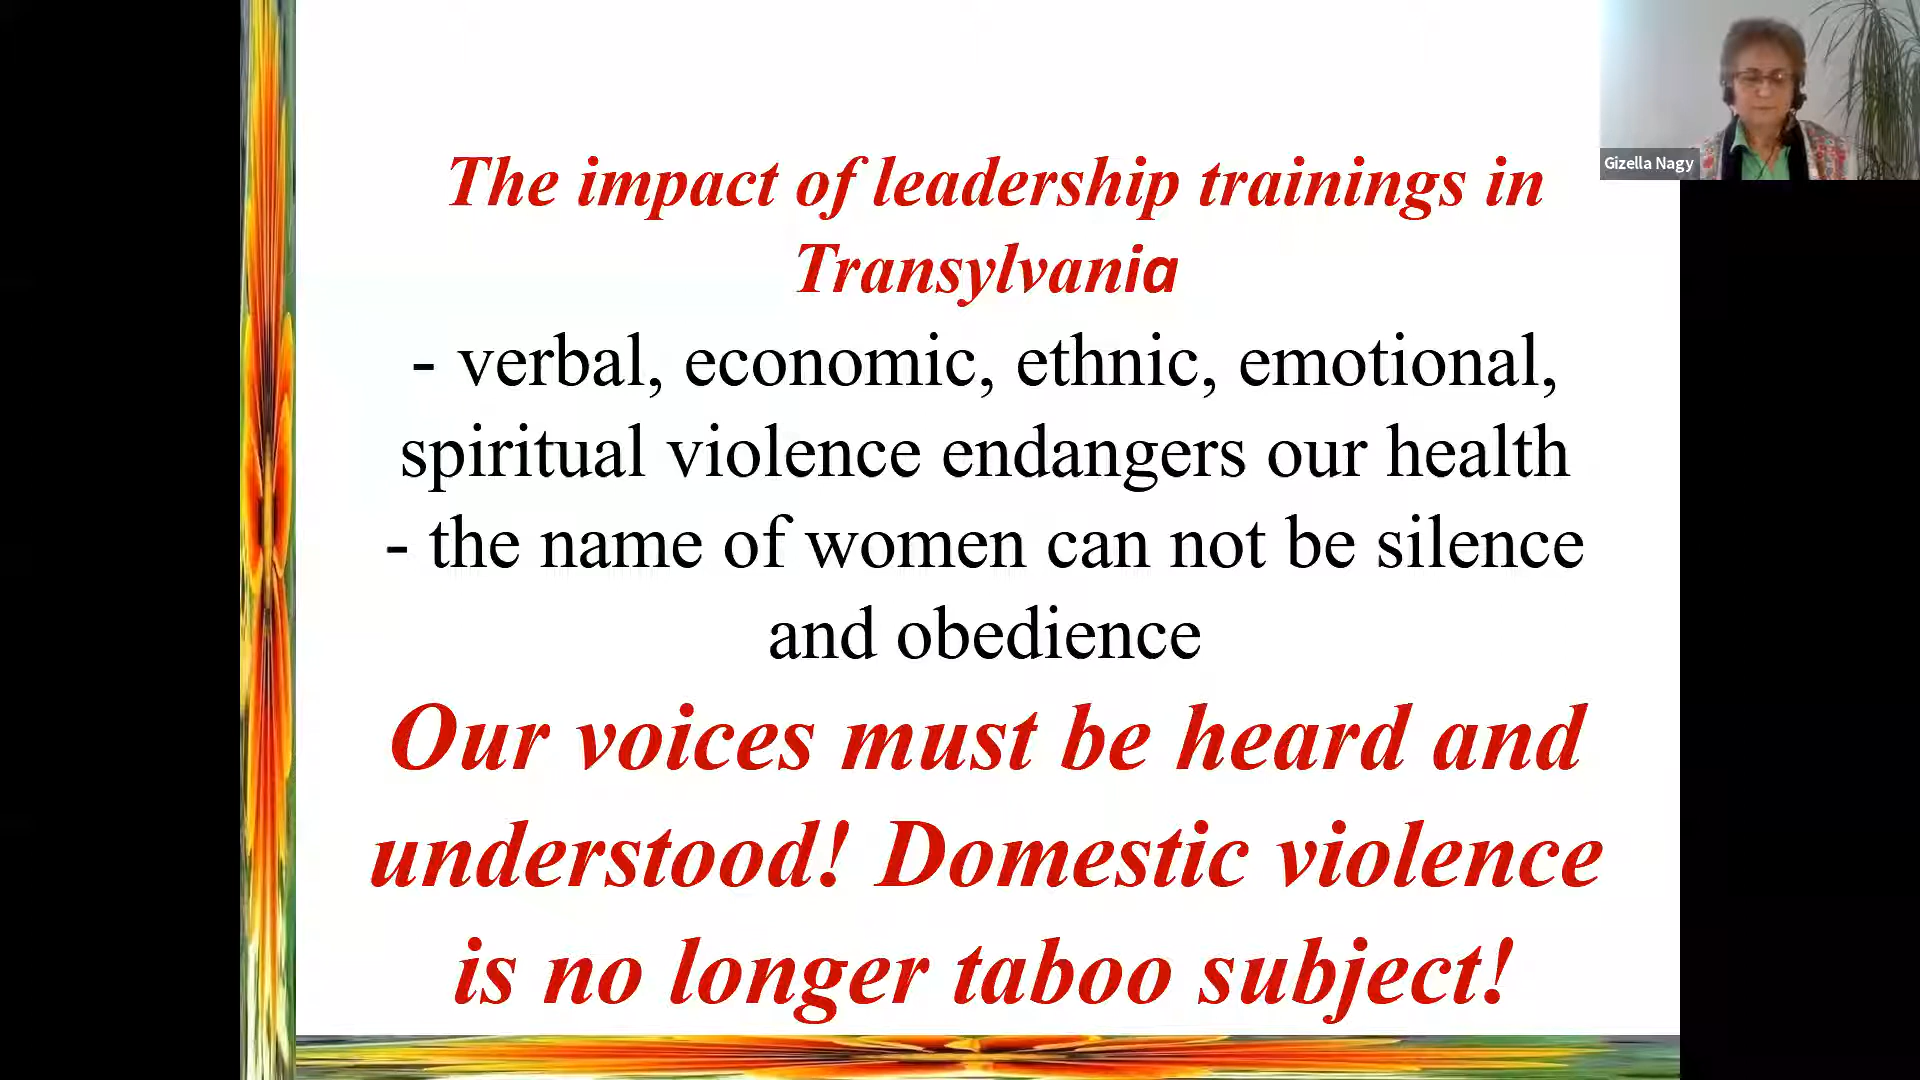 The impact of leadership trainings in
Transylvania
- verbal, economic, ethnic, emotional,
spiritual violence endangers our health
- the name of women can not be silence
and obedience
Our voices must be heard and
understood! Domestic violence
is no longer taboo subject!
Gizella Nagy